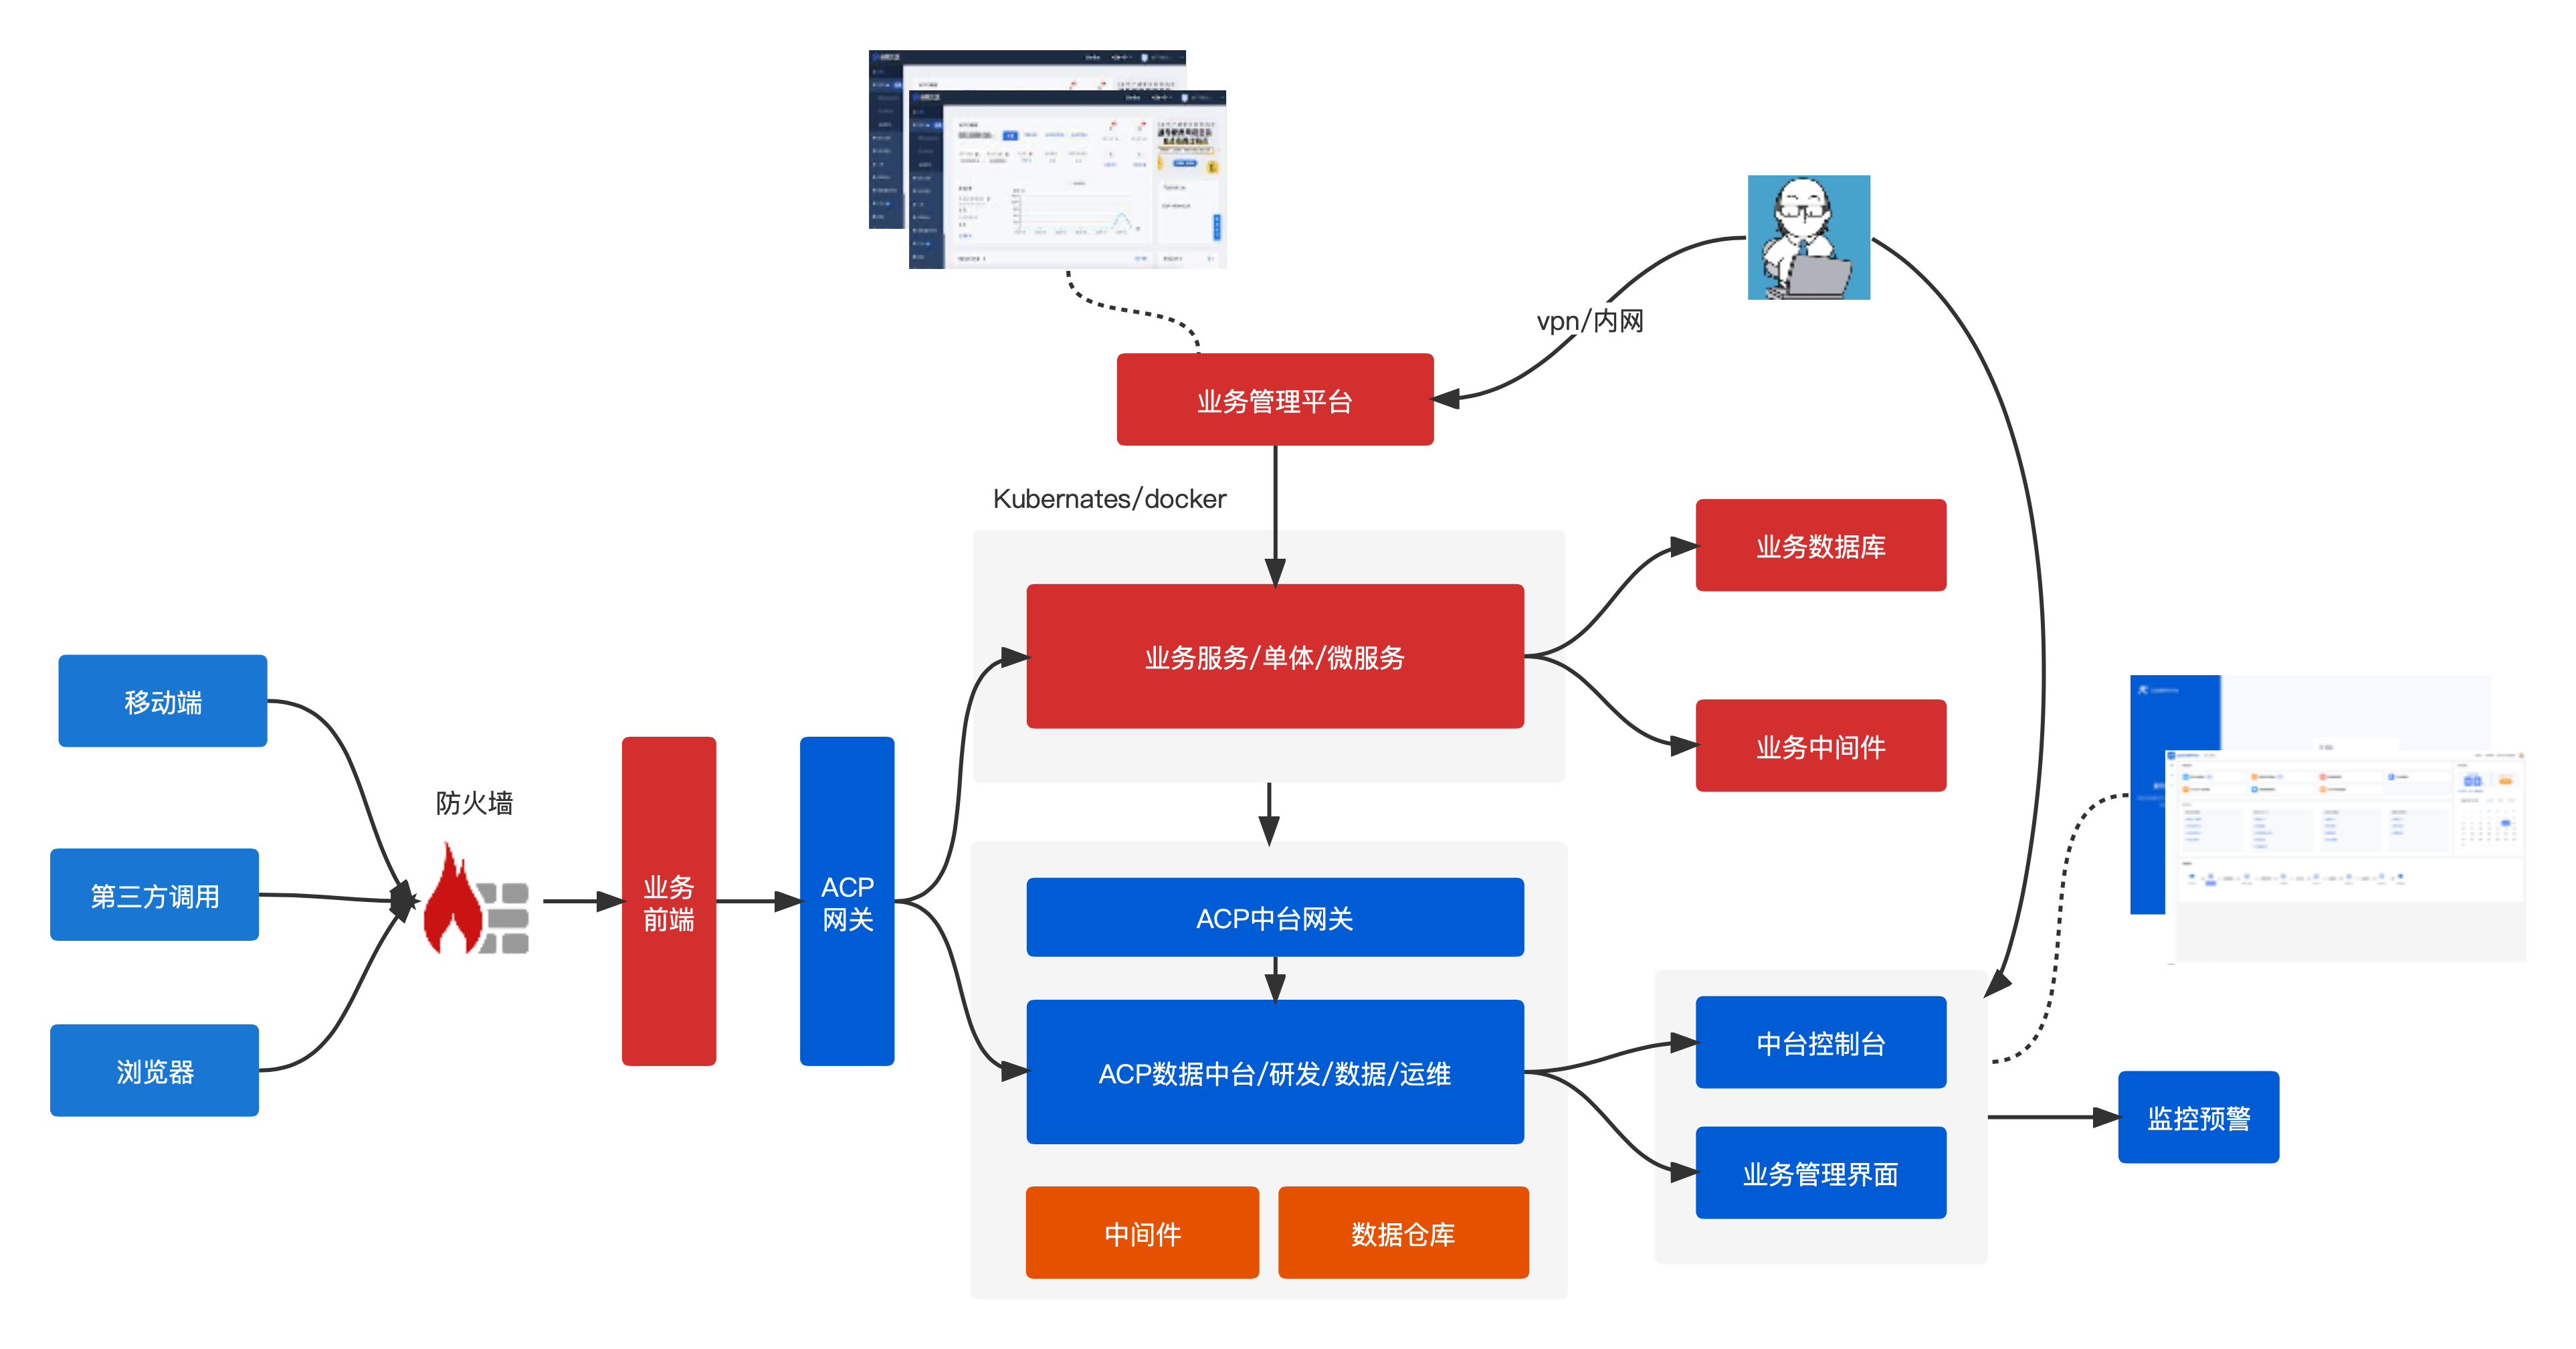 vpn/内网
业务管理平台
Kubernates/docker
业务数据库
业务服务/单体/微服务
业务中间件
移动端
防火墙
第三方调用
浏览器
业务
前端
ACP
网关
ACP中台网关
ACP数据中台/研发/数据/运维
中台控制台
业务管理界面
监控预警
中间件
数据仓库